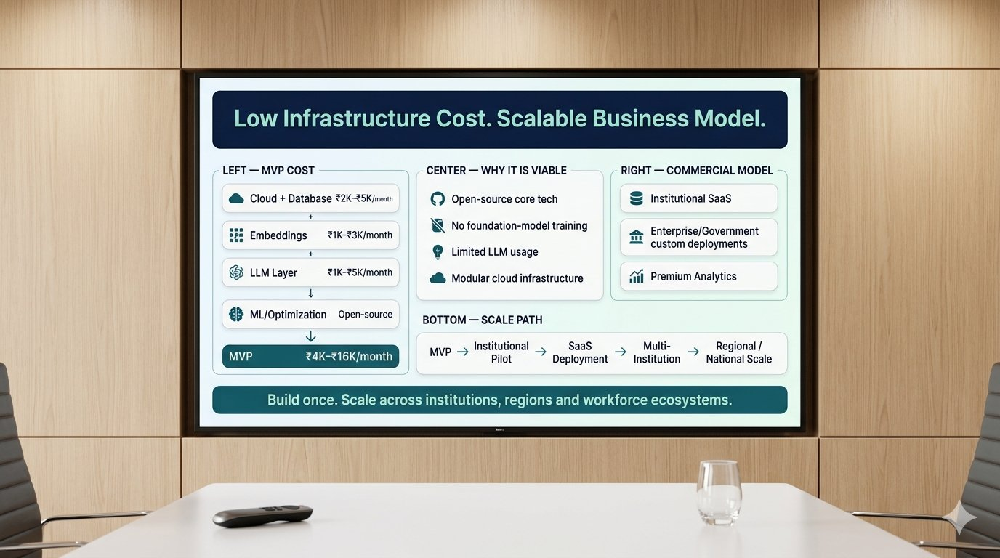 Low Infrastructure Cost. Scalable Business Model.
LEFT — MVP COST
Cloud + Database ₹2K–₹5K/month
+
Embeddings ₹1K–₹3K/month
+
LLM Layer ₹1K–₹5K/month
↓
ML/Optimization Open-source
↓
MVP ₹4K–₹16K/month
CENTER — WHY IT IS VIABLE
Open-source core tech
No foundation-model training
Limited LLM usage
Modular cloud infrastructure
RIGHT — COMMERCIAL MODEL
Institutional SaaS
Enterprise/Government
custom deployments
Premium Analytics
BOTTOM — SCALE PATH
MVP → Institutional
Pilot → SaaS
Deployment → Multi-
Institution → Regional /
National Scale
Build once. Scale across institutions, regions and workforce ecosystems.